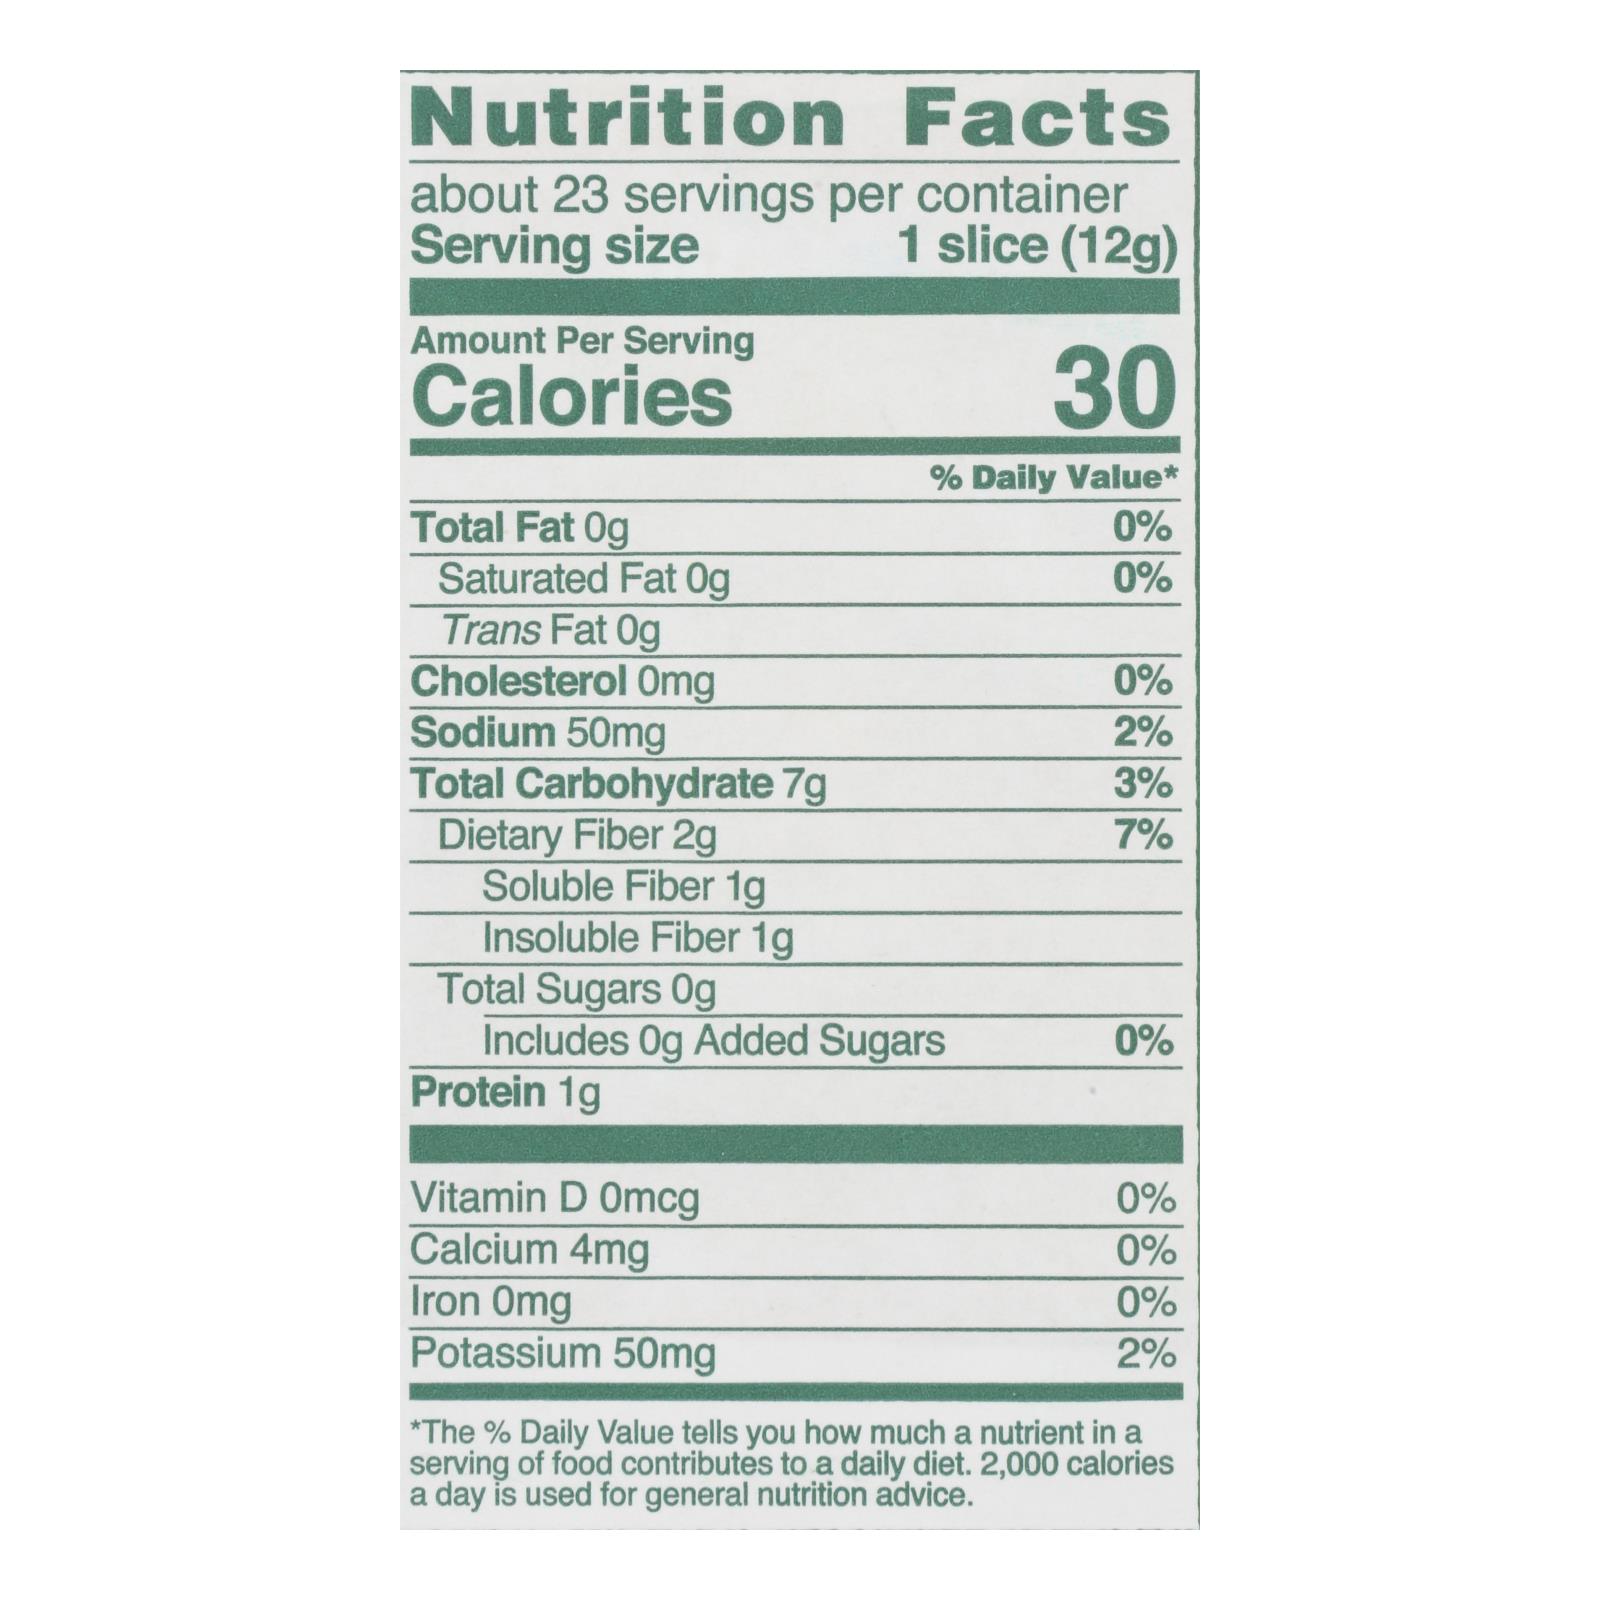 Nutrition Facts
about 23 servings per container
Serving size 1 slice (12g)
Amount Per Serving
Calories 30
% Daily Value*
Total Fat 0g 0%
Saturated Fat 0g 0%
Trans Fat 0g
Cholesterol 0mg 0%
Sodium 50mg 2%
Total Carbohydrate 7g 3%
Dietary Fiber 2g 7%
Soluble Fiber 1g
Insoluble Fiber 1g
Total Sugars 0g
Includes 0g Added Sugars 0%
Protein 1g
Vitamin D 0mcg 0%
Calcium 4mg 0%
Iron 0mg 0%
Potassium 50mg 2%
*The % Daily Value tells you how much a nutrient in a
serving of food contributes to a daily diet. 2,000 calories
a day is used for general nutrition advice.